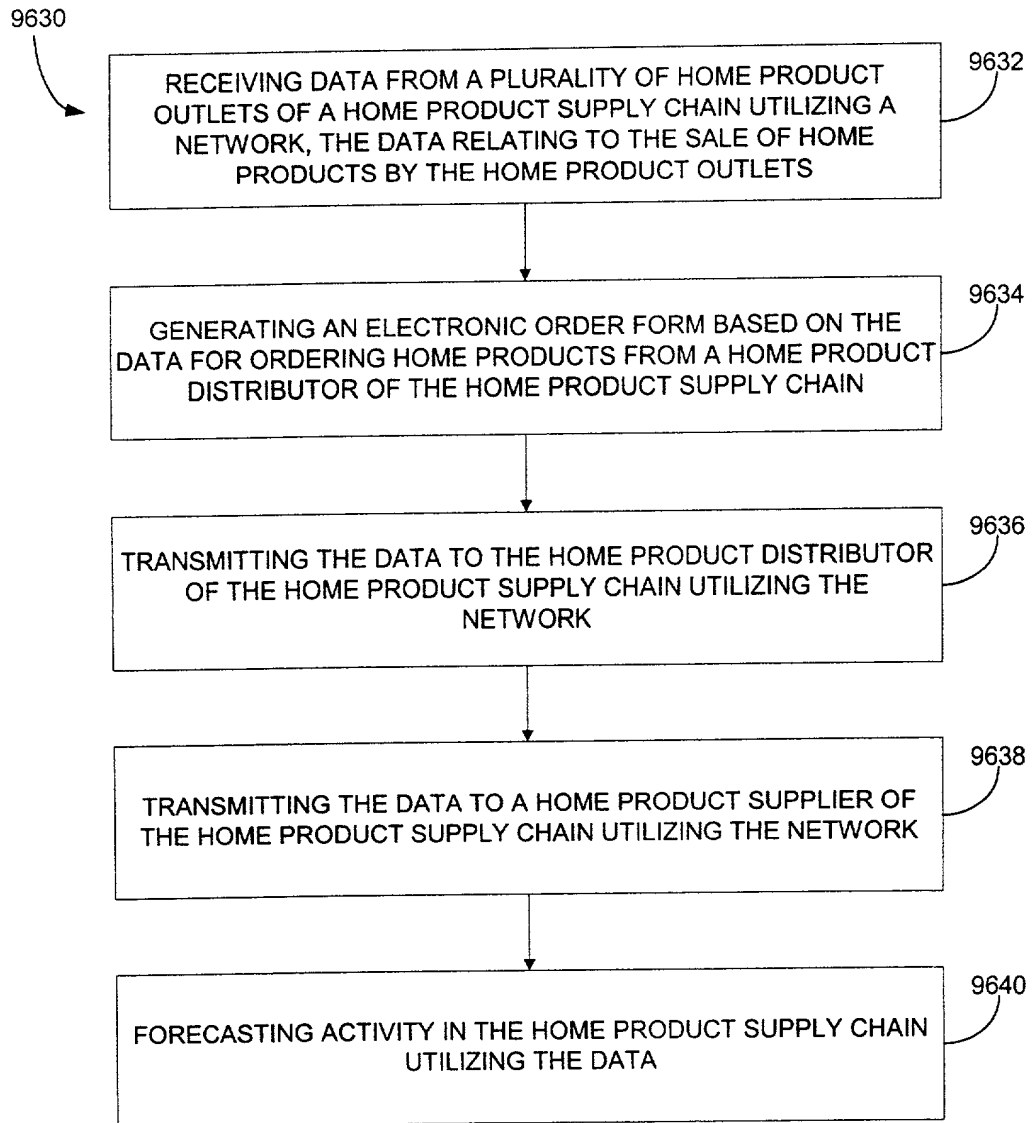 9630
RECEIVING DATA FROM A PLURALITY OF HOME PRODUCT
OUTLETS OF A HOME PRODUCT SUPPLY CHAIN UTILIZING A
NETWORK, THE DATA RELATING TO THE SALE OF HOME
PRODUCTS BY THE HOME PRODUCT OUTLETS
9632
GENERATING AN ELECTRONIC ORDER FORM BASED ON THE
DATA FOR ORDERING HOME PRODUCTS FROM A HOME PRODUCT
DISTRIBUTOR OF THE HOME PRODUCT SUPPLY CHAIN
9634
TRANSMITTING THE DATA TO THE HOME PRODUCT DISTRIBUTOR
OF THE HOME PRODUCT SUPPLY CHAIN UTILIZING THE
NETWORK
9636
TRANSMITTING THE DATA TO A HOME PRODUCT SUPPLIER OF
THE HOME PRODUCT SUPPLY CHAIN UTILIZING THE NETWORK
9638
FORECASTING ACTIVITY IN THE HOME PRODUCT SUPPLY CHAIN
UTILIZING THE DATA
9640